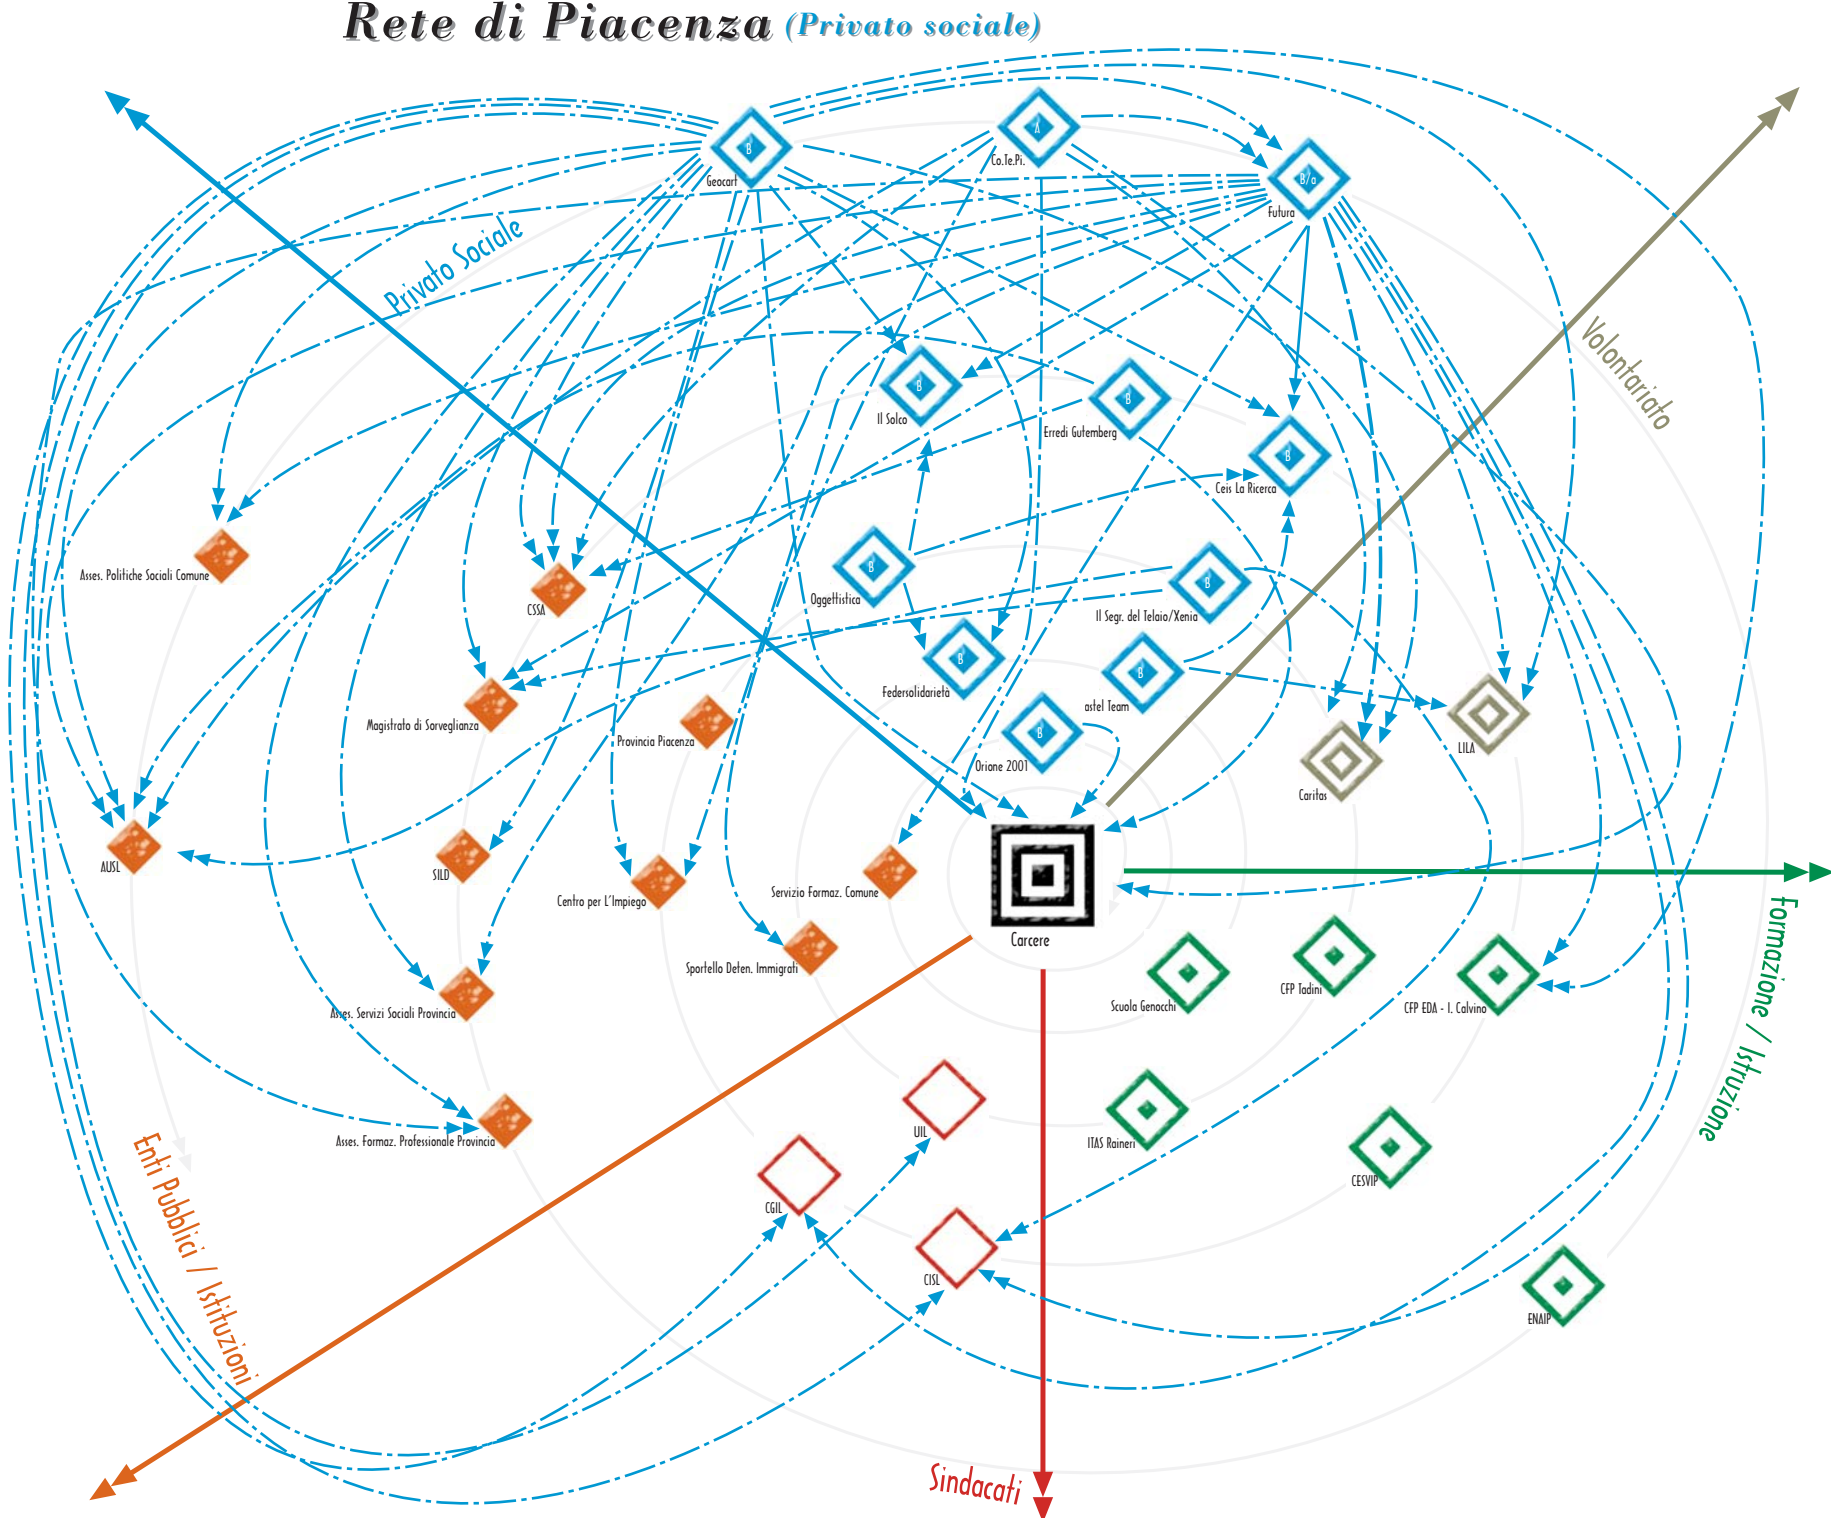 Rete di Piacenza (Privato sociale)
B
Geocart
A
Co.Te.Pi.
B/a
Futura
Privato Sociale
Volontariato
B
Il Solco
B
Erredi Gutemberg
B
Ceis La Ricerca
Asses. Politiche Sociali Comune
CSSA
B
Oggettistica
B
Il Segr. del Telaio/Xenia
B
Federsolidarietà
B
astel Team
Magistrato di Sorveglianza
Provincia Piacenza
B
Orione 2001
Caritas
LILA
AUSL
SILD
Centro per L'Impiego
Servizio Formaz. Comune
Carcere
Sportello Deten. Immigrati
Asses. Servizi Sociali Provincia
Scuola Genocchi
CFP Tadini
CFP EDA - I. Calvino
Formazione / Istruzione
Asses. Formaz. Professionale Provincia
UIL
ITAS Raineri
CGIL
CESVIP
CISL
ENAIP
Enti Pubblici / Istituzioni
Sindacati